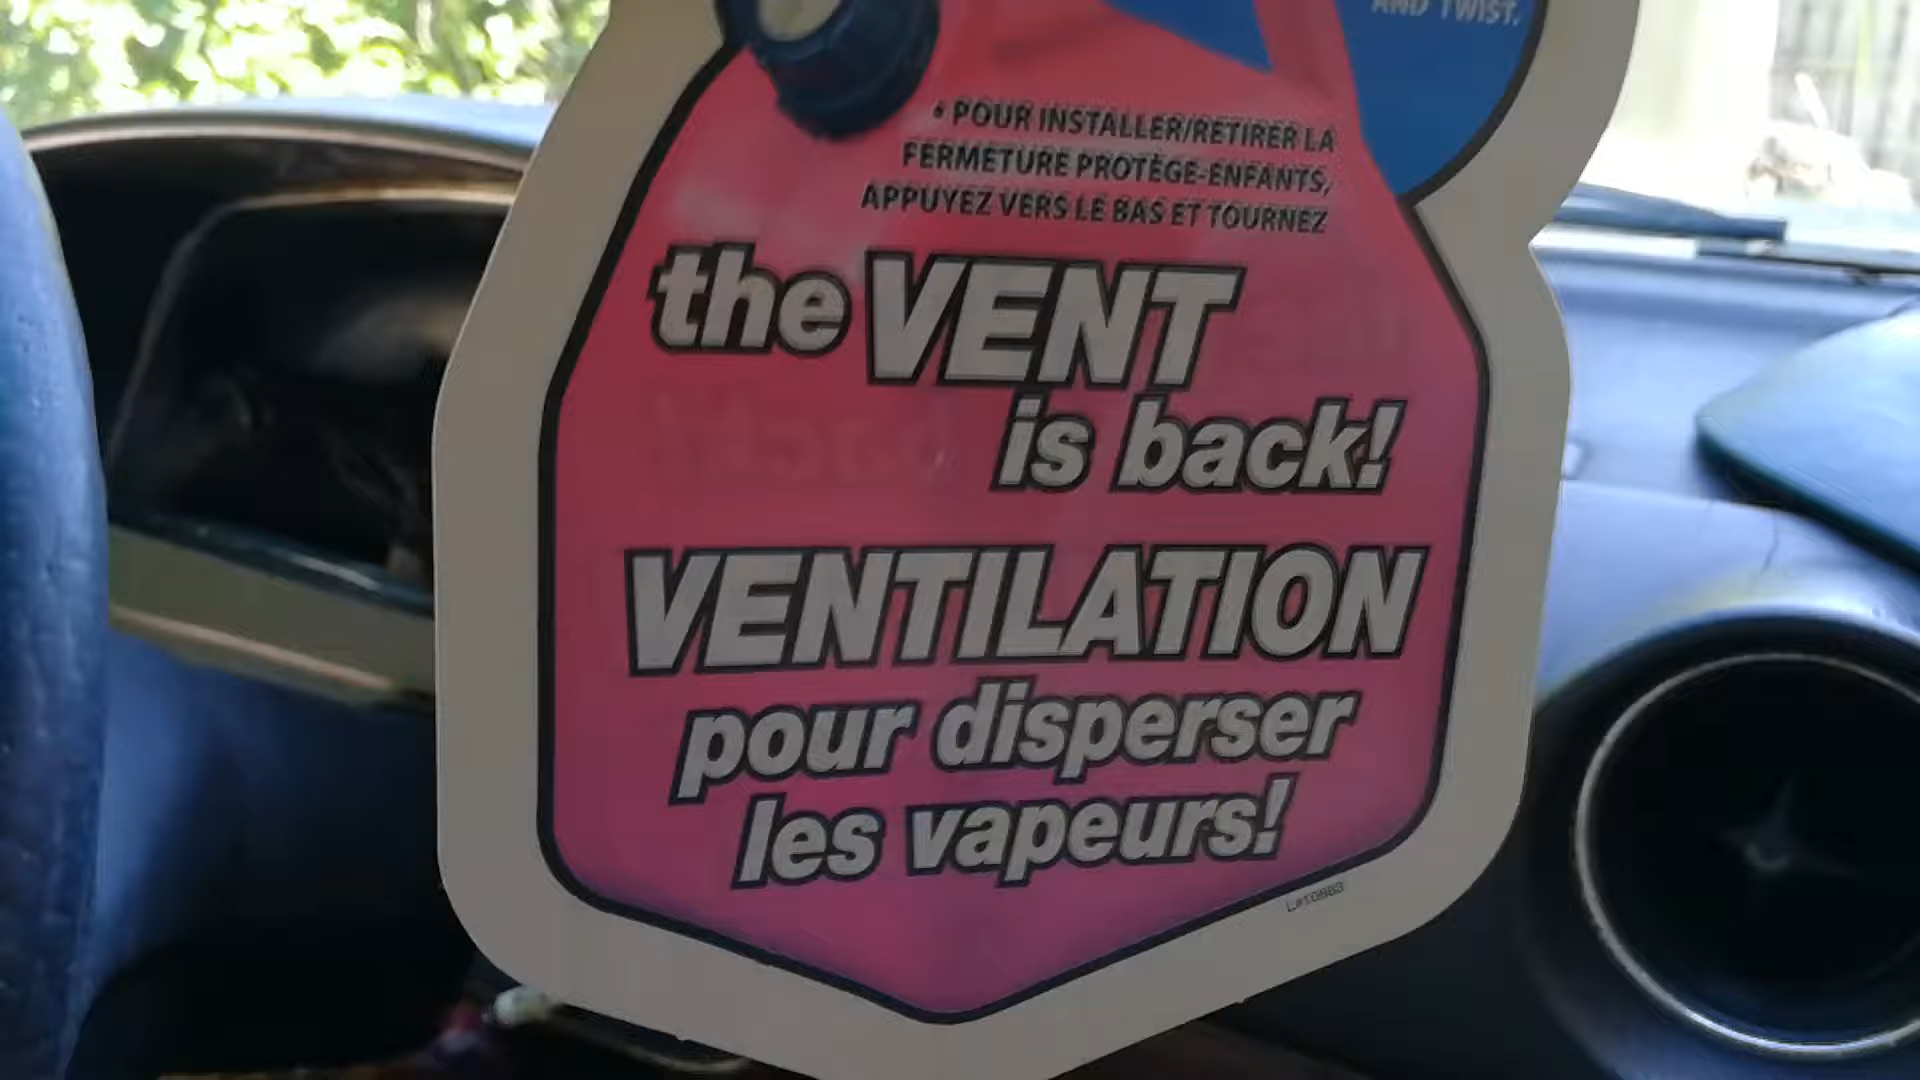 AND TWIST.
• POUR INSTALLER/RETIRER LA
FERMETURE PROTÈGE-ENFANTS,
APPUYEZ VERS LE BAS ET TOURNEZ
the VENT
is back!
VENTILATION
pour disperser
les vapeurs!